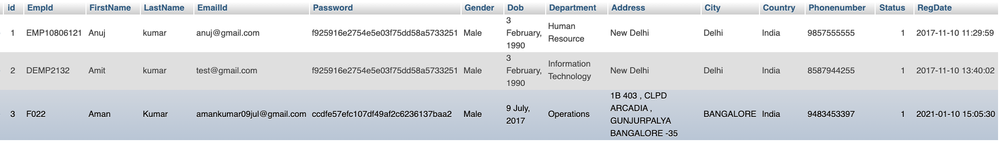 id EmpId FirstName LastName EmailId Password Gender Dob Department Address City Country Phonenumber Status RegDate
1 EMP10806121 Anuj kumar anuj@gmail.com f925916e2754e5e03f75dd58a5733251 Male 3 February, 1990 Human Resource New Delhi Delhi India 9857555555 1 2017-11-10 11:29:59
2 DEMP2132 Amit kumar test@gmail.com f925916e2754e5e03f75dd58a5733251 Male 3 February, 1990 Information Technology New Delhi Delhi India 8587944255 1 2017-11-10 13:40:02
3 F022 Aman Kumar amankumar09jul@gmail.com ccdfe57efc107df49af2c6236137baa2 Male 9 July, 2017 Operations 1B 403 , CLPD ARCADIA , GUNJURPALYA BANGALORE -35 BANGALORE India 9483453397 1 2021-01-10 15:05:30